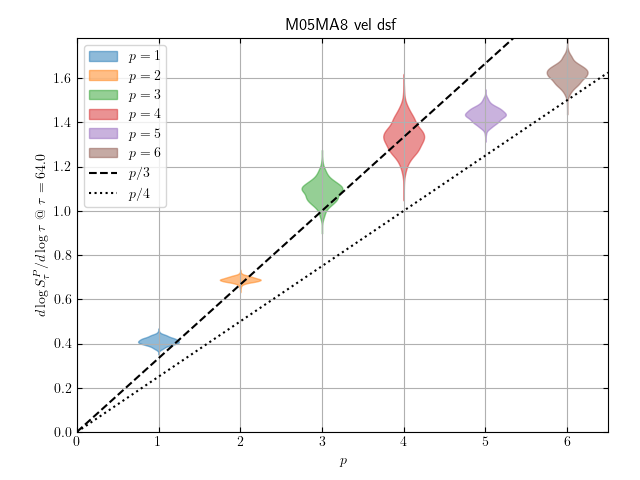 M05MA8 vel dsf
d log S_τ^P / d log τ @ τ = 64.0
1.6
1.4
1.2
1.0
0.8
0.6
0.4
0.2
0.0
p = 1
p = 2
p = 3
p = 4
p = 5
p = 6
p/3
p/4
0 1 2 3 4 5 6
p